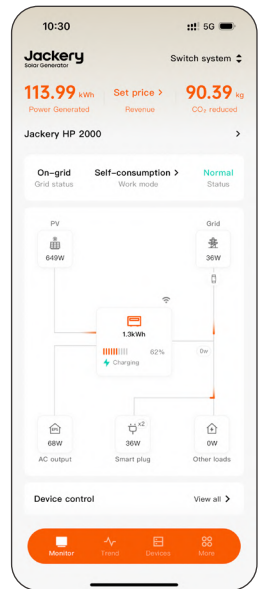 10:30
5G
Jackery
Solar Generator
Switch system
113.99 kWh
Set price >
90.39 kg
Power Generated
Revenue
CO₂ reduced
Jackery HP 2000 >
On-grid
Self-consumption >
Normal
Grid status
Work mode
Status
PV
Grid
649W
36W
1.3kWh
62%
0w
Charging
x2
68W
36W
0W
AC output
Smart plug
Other loads
Device control
View all >
Monitor
Trend
Devices
More